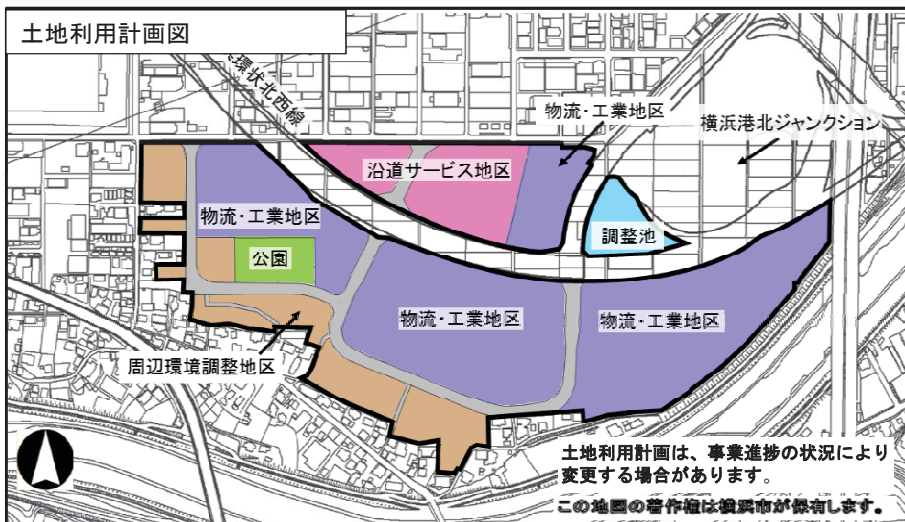 土地利用計画図
環状北西線
物流・工業地区
横浜港北ジャンクション
沿道サービス地区
物流・工業地区
調整池
公園
物流・工業地区
物流・工業地区
周辺環境調整地区
土地利用計画は、事業進捗の状況により
変更する場合があります。
この地図の著作権は横浜市が保有します。